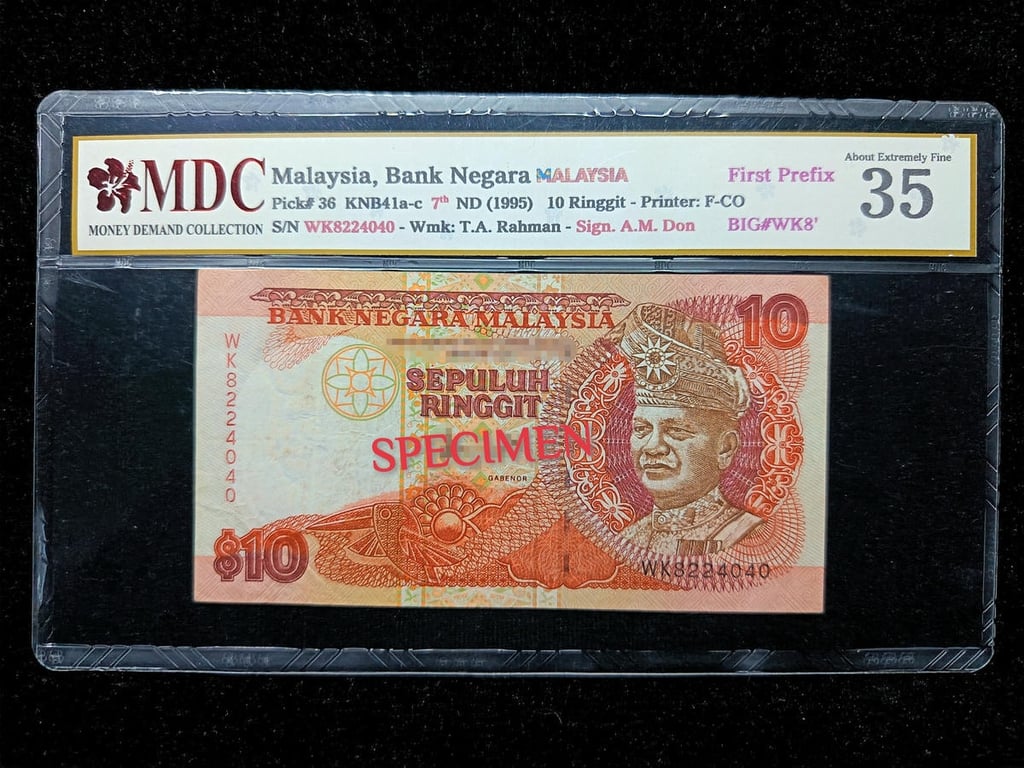 MDC
MONEY DEMAND COLLECTION
Malaysia, Bank Negara MALAYSIA
Pick# 36 KNB41a-c 7th ND (1995) 10 Ringgit - Printer: F-CO
S/N WK8224040 - Wmk: T.A. Rahman - Sign. A.M. Don
First Prefix
BIG#WK8'
About Extremely Fine
35
BANK NEGARA MALAYSIA
10
SEPULUH
RINGGIT
SPECIMEN
GABENOR
WK8224040
$10
WK8224040